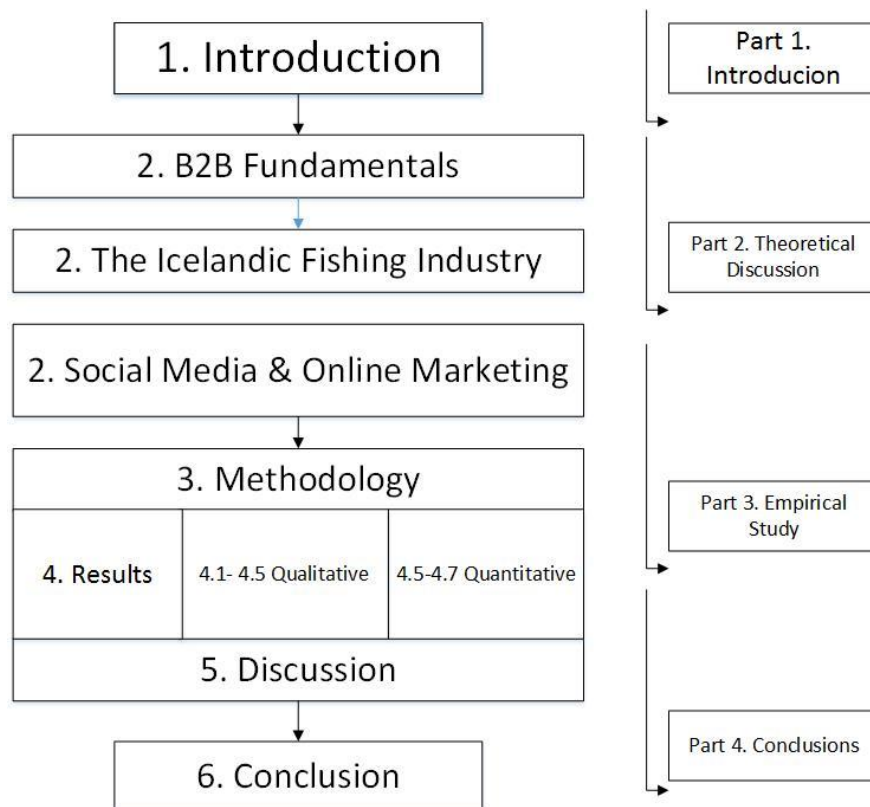 1. Introduction
2. B2B Fundamentals
2. The Icelandic Fishing Industry
2. Social Media & Online Marketing
3. Methodology
4. Results
4.1- 4.5 Qualitative
4.5-4.7 Quantitative
5. Discussion
6. Conclusion
Part 1.
Introducion
Part 2. Theoretical
Discussion
Part 3. Empirical
Study
Part 4. Conclusions